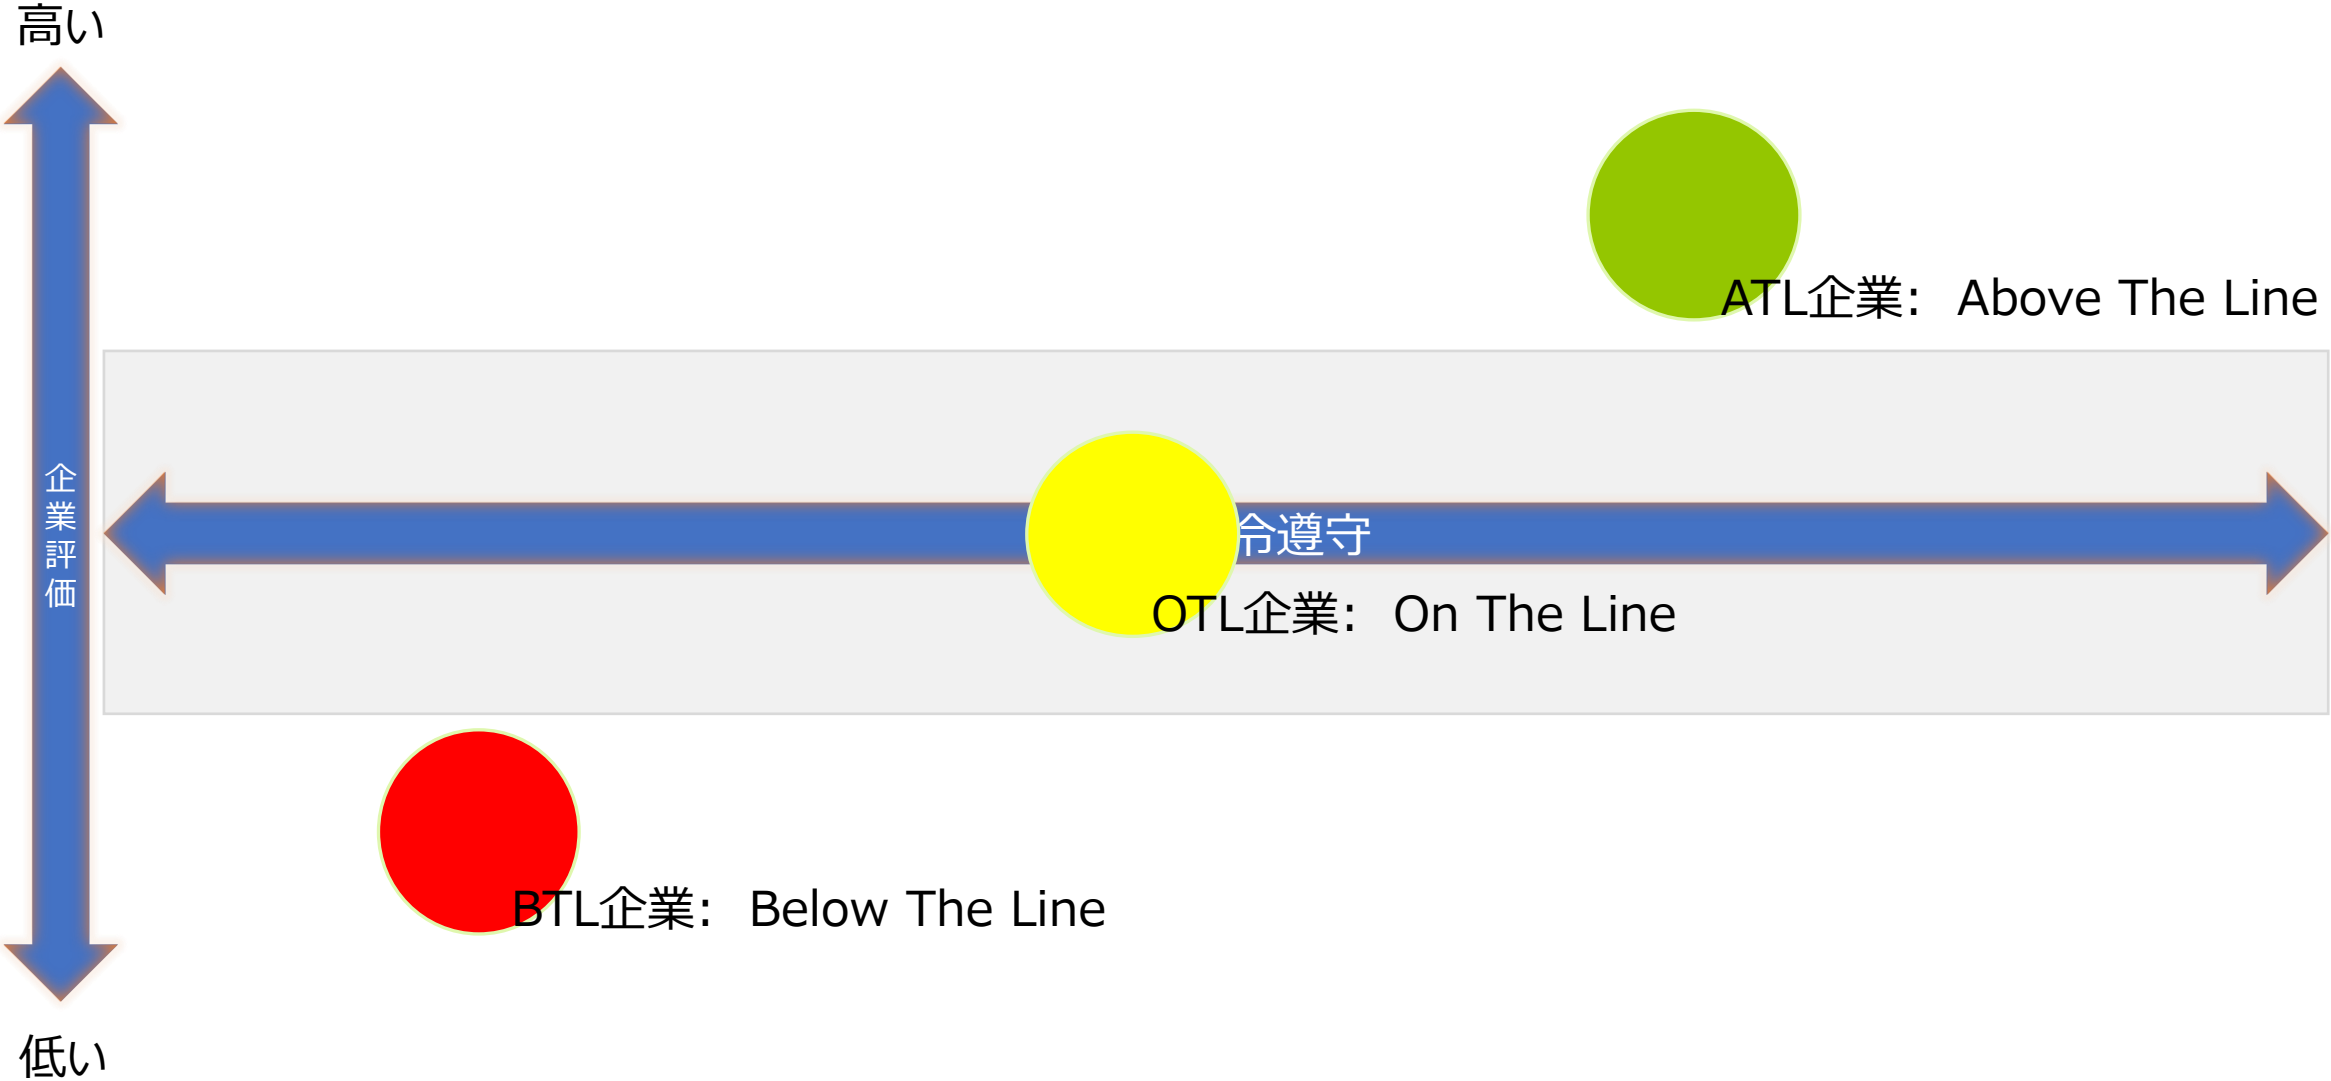 高い
ATL企業： Above The Line
企業評価
令遵守
OTL企業： On The Line
BTL企業： Below The Line
低い